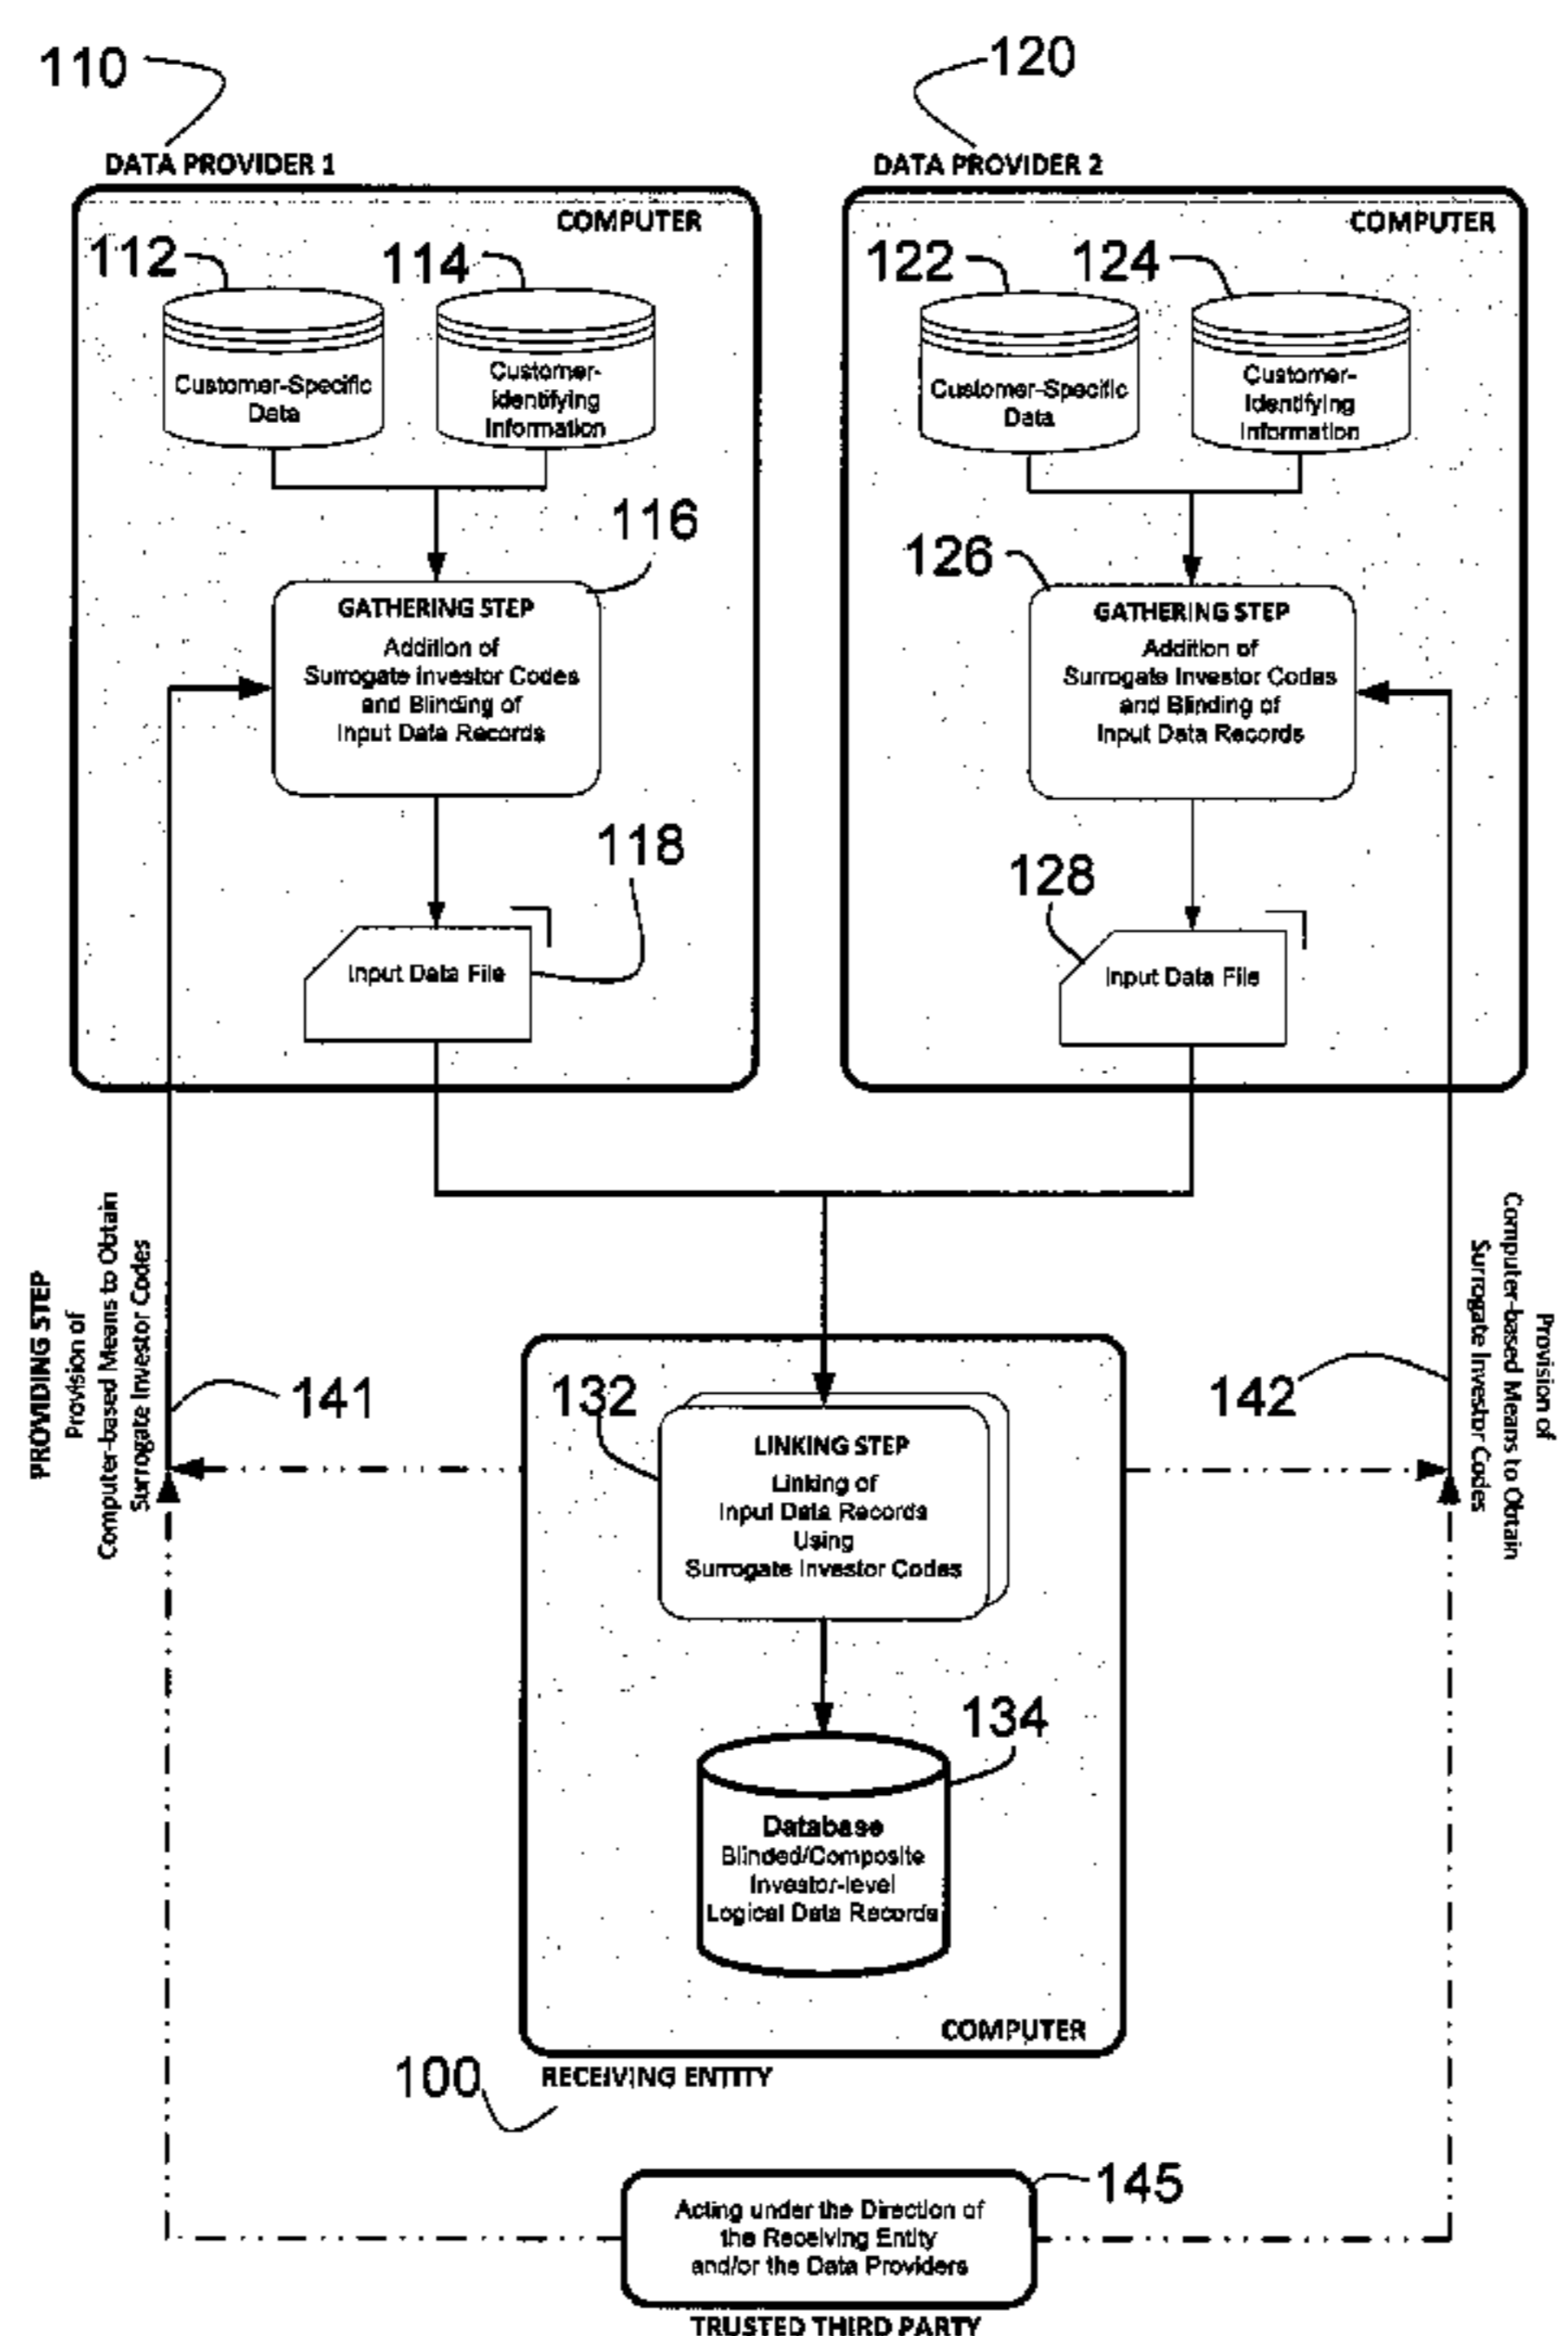 110
120
DATA PROVIDER 1
DATA PROVIDER 2
COMPUTER
COMPUTER
112
114
122
124
Customer-Specific
Data
Customer-
Identifying
Information
Customer-Specific
Data
Customer-
Identifying
Information
116
126
GATHERING STEP
Addition of
Surrogate Investor Codes
and Blinding of
Input Data Records
GATHERING STEP
Addition of
Surrogate Investor Codes
and Blinding of
Input Data Records
118
128
Input Data File
Input Data File
PROVIDING STEP
Provision of
Computer-based Means to Obtain
Surrogate Investor Codes
141
142
Provision of
Computer-based Means to Obtain
Surrogate Investor Codes
132
LINKING STEP
Linking of
Input Data Records
Using
Surrogate Investor Codes
134
Database
Blinded/Composite
Investor-level
Logical Data Records
COMPUTER
100
RECEIVING ENTITY
145
Acting under the Direction of
the Receiving Entity
and/or the Data Providers
TRUSTED THIRD PARTY